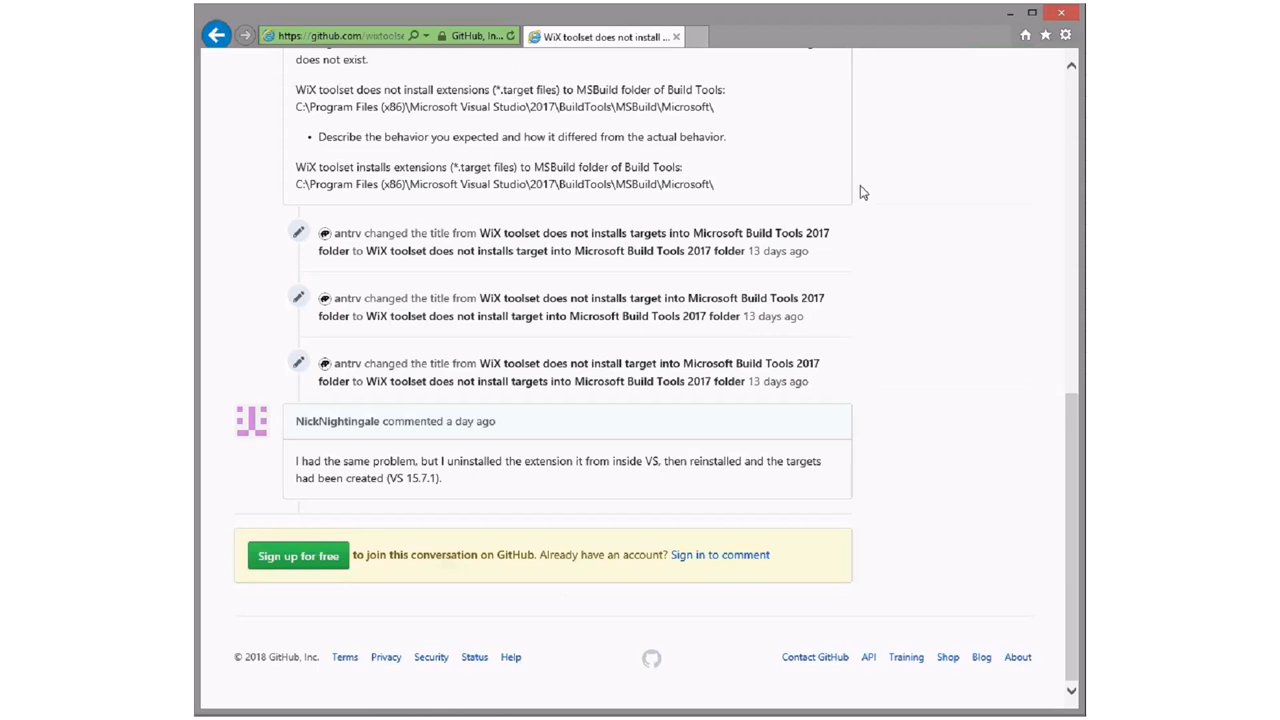 https://github.com/wixtoolse
GitHub, In...
WiX toolset does not install ...
does not exist.
WiX toolset does not install extensions (*.target files) to MSBuild folder of Build Tools:
C:\Program Files (x86)\Microsoft Visual Studio\2017\BuildTools\MSBuild\Microsoft\
• Describe the behavior you expected and how it differed from the actual behavior.
WiX toolset installs extensions (*.target files) to MSBuild folder of Build Tools:
C:\Program Files (x86)\Microsoft Visual Studio\2017\BuildTools\MSBuild\Microsoft\
antrv changed the title from WiX toolset does not installs targets into Microsoft Build Tools 2017
folder to WiX toolset does not installs target into Microsoft Build Tools 2017 folder 13 days ago
antrv changed the title from WiX toolset does not installs target into Microsoft Build Tools 2017
folder to WiX toolset does not install target into Microsoft Build Tools 2017 folder 13 days ago
antrv changed the title from WiX toolset does not install target into Microsoft Build Tools 2017
folder to WiX toolset does not install targets into Microsoft Build Tools 2017 folder 13 days ago
NickNightingale commented a day ago
I had the same problem, but I uninstalled the extension it from inside VS, then reinstalled and the targets
had been created (VS 15.7.1).
Sign up for free to join this conversation on GitHub. Already have an account? Sign in to comment
© 2018 GitHub, Inc. Terms Privacy Security Status Help Contact GitHub API Training Shop Blog About